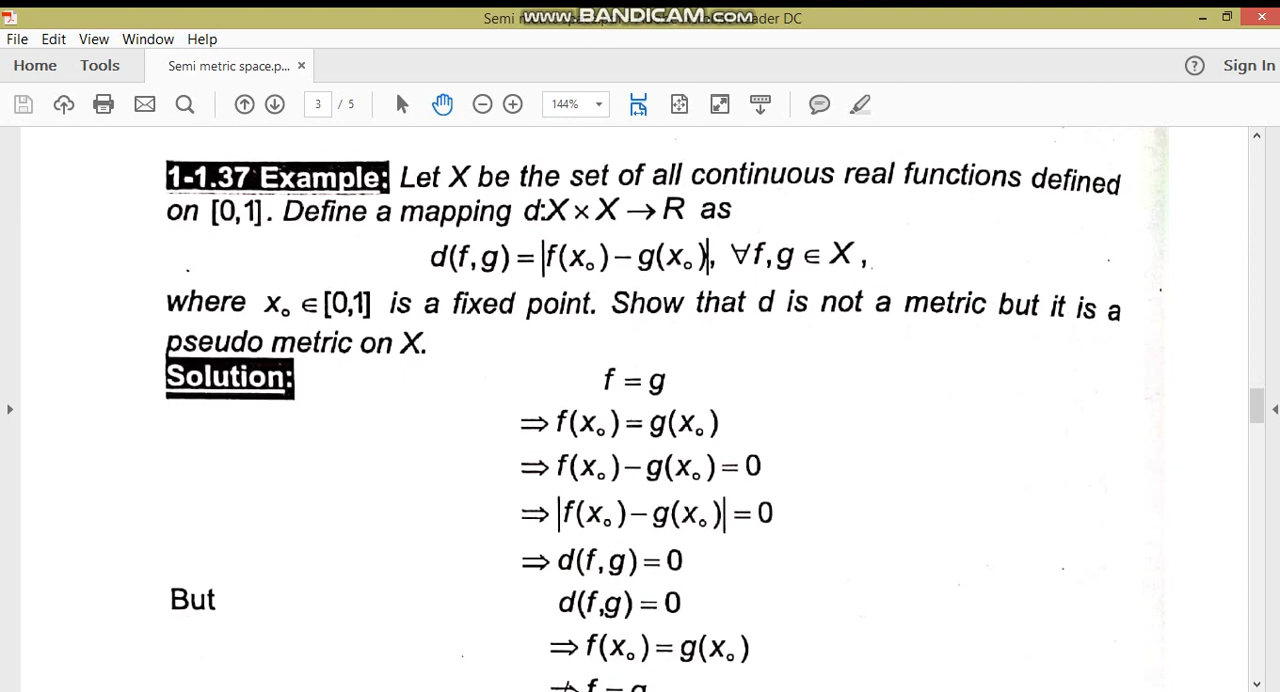 Semi m
www.BANDICAM.com
ader DC
File Edit View Window Help
Home Tools Semi metric space.p... × ? Sign In
3 / 5 144%
1-1.37 Example: Let X be the set of all continuous real functions defined
on [0,1]. Define a mapping d:X×X→R as
d(f,g)=|f(x₀)−g(x₀)|, ∀f,g∈X,
where x₀∈[0,1] is a fixed point. Show that d is not a metric but it is a
pseudo metric on X.
Solution: f = g
⇒f(x₀)=g(x₀)
⇒f(x₀)−g(x₀)=0
⇒|f(x₀)−g(x₀)|=0
⇒d(f,g)=0
But d(f,g)=0
⇒f(x₀)=g(x₀)
⇏f=g